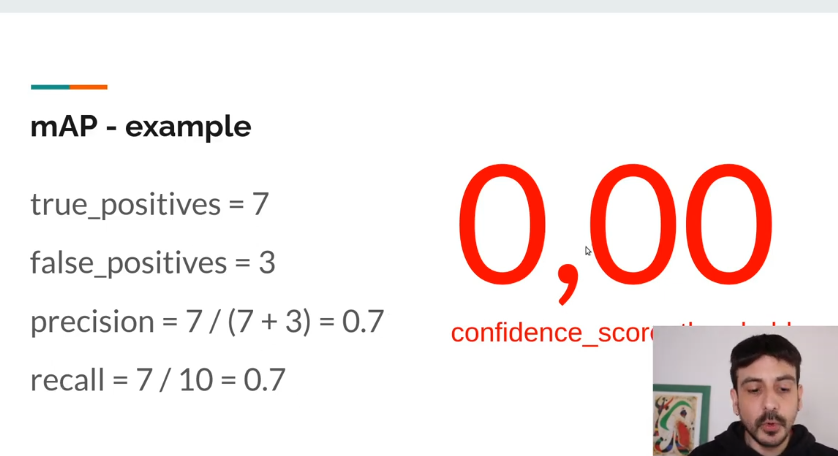 mAP - example
true_positives = 7
false_positives = 3
precision = 7 / (7 + 3) = 0.7
recall = 7 / 10 = 0.7
0,00